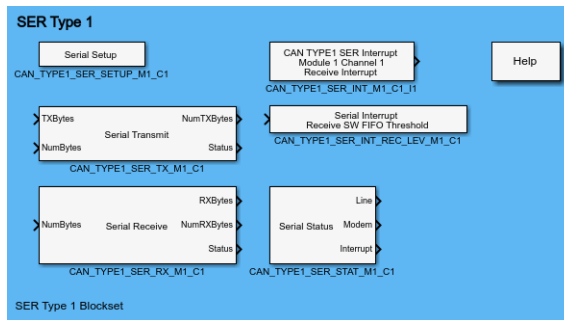 SER Type 1
Serial Setup
CAN_TYPE1_SER_SETUP_M1_C1
CAN TYPE1 SER Interrupt
Module 1 Channel 1
Receive Interrupt
CAN_TYPE1_SER_INT_M1_C1_I1
Help
TXBytes
NumBytes
Serial Transmit
NumTXBytes
Status
CAN_TYPE1_SER_TX_M1_C1
Serial Interrupt
Receive SW FIFO Threshold
CAN_TYPE1_SER_INT_REC_LEV_M1_C1
NumBytes
Serial Receive
RXBytes
NumRXBytes
Status
CAN_TYPE1_SER_RX_M1_C1
Serial Status
Line
Modem
Interrupt
CAN_TYPE1_SER_STAT_M1_C1
SER Type 1 Blockset